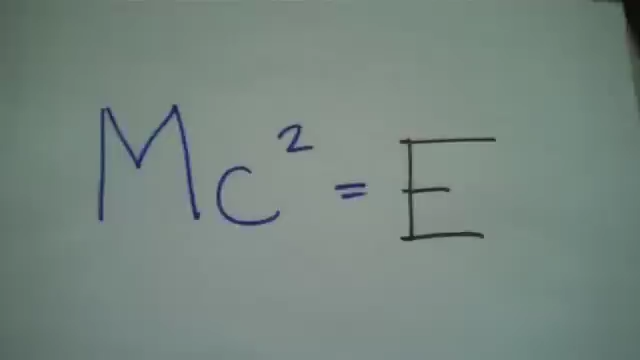 Mc² = E